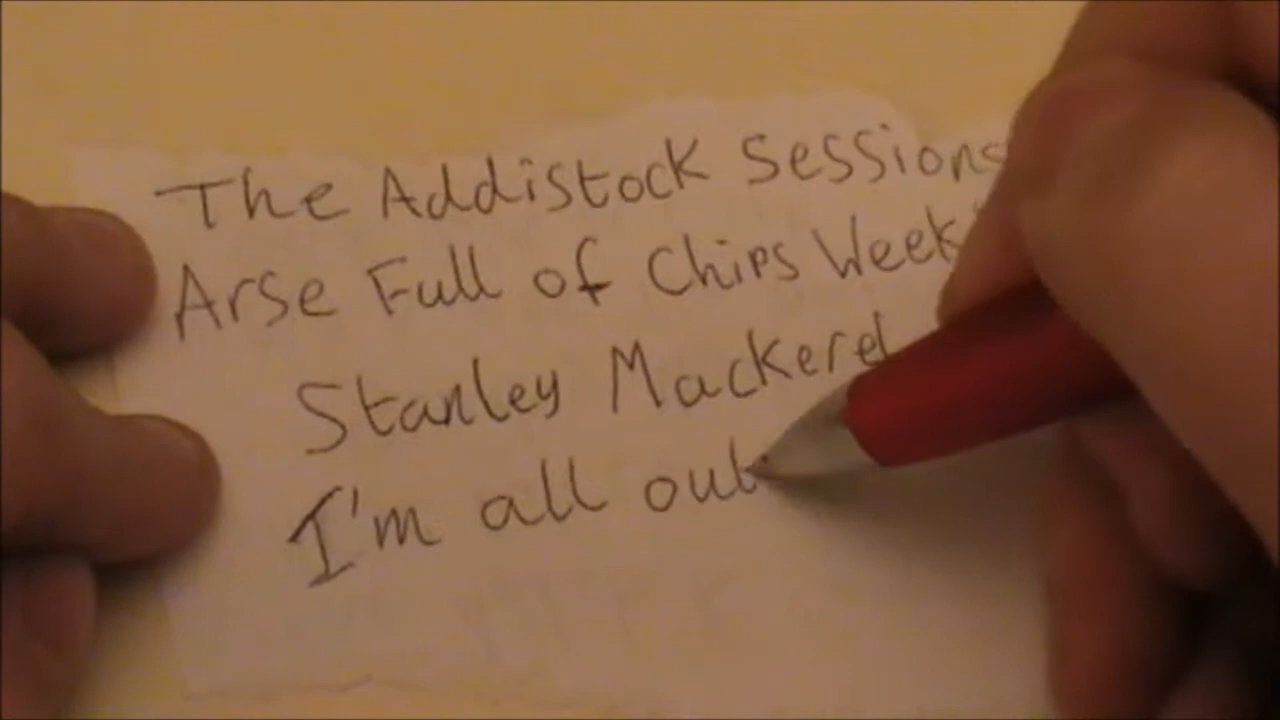 The Addistock Sessions
Arse Full of Chips Week
Stanley Mackerel
I'm all out